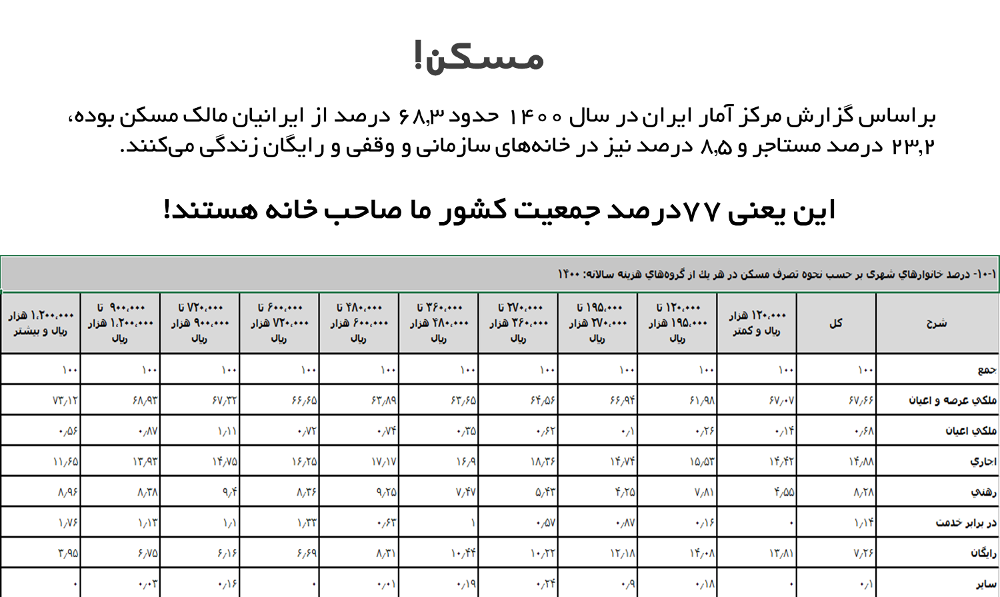 مسکن!
براساس گزارش مرکز آمار ایران در سال ۱۴۰۰ حدود ۶۸,۳ درصد از ایرانیان مالک مسکن بوده،
۲۳,۲ درصد مستاجر و ۸,۵ درصد نیز در خانه‌های سازمانی و وقفی و رایگان زندگی می‌کنند.
این یعنی ۷۷درصد جمعیت کشور ما صاحب خانه هستند!
۱-۱۰- درصد خانوارهاي شهری بر حسب نحوه تصرف مسکن در هر يك از گروه‌هاي هزينه سالانه: ۱۴۰۰
شرح کل ۱۲۰،۰۰۰ هزار ریال و کمتر ۱۲۰،۰۰۰ تا ۱۹۵،۰۰۰ هزار ریال ۱۹۵،۰۰۰ تا ۲۷۰،۰۰۰ هزار ریال ۲۷۰،۰۰۰ تا ۳۶۰،۰۰۰ هزار ریال ۳۶۰،۰۰۰ تا ۴۸۰،۰۰۰ هزار ریال ۴۸۰،۰۰۰ تا ۶۰۰،۰۰۰ هزار ریال ۶۰۰،۰۰۰ تا ۷۲۰،۰۰۰ هزار ریال ۷۲۰،۰۰۰ تا ۹۰۰،۰۰۰ هزار ریال ۹۰۰،۰۰۰ تا ۱،۲۰۰،۰۰۰ هزار ریال ۱،۲۰۰،۰۰۰ هزار ریال و بیشتر
جمع ۱۰۰ ۱۰۰ ۱۰۰ ۱۰۰ ۱۰۰ ۱۰۰ ۱۰۰ ۱۰۰ ۱۰۰ ۱۰۰ ۱۰۰
ملكي عرصه و اعيان ۶۷٫۶۶ ۶۷٫۰۷ ۶۱٫۹۸ ۶۶٫۹۴ ۶۴٫۵۶ ۶۳٫۶۵ ۶۳٫۸۹ ۶۶٫۶۵ ۶۷٫۳۲ ۶۸٫۹۳ ۷۳٫۱۲
ملكي اعيان ۰٫۶۸ ۰٫۱۴ ۰٫۲۶ ۰٫۱ ۰٫۶۲ ۰٫۳۵ ۰٫۷۴ ۰٫۷۲ ۱٫۱۱ ۰٫۸۷ ۰٫۵۶
اجاري ۱۴٫۸۸ ۱۴٫۴۲ ۱۵٫۵۳ ۱۴٫۷۴ ۱۸٫۳۶ ۱۶٫۹ ۱۷٫۱۷ ۱۶٫۲۵ ۱۴٫۷۵ ۱۳٫۹۳ ۱۱٫۶۵
رهني ۸٫۲۸ ۴٫۵۵ ۷٫۸۱ ۴٫۲۵ ۵٫۴۳ ۷٫۴۷ ۹٫۲۵ ۸٫۳۶ ۹٫۴ ۸٫۳۸ ۸٫۹۶
در برابر خدمت ۱٫۱۴ ۰ ۰٫۱۶ ۰٫۸۷ ۰٫۵۷ ۱ ۰٫۶۳ ۱٫۳۳ ۱٫۱ ۱٫۱۳ ۱٫۷۶
رايگان ۷٫۲۶ ۱۳٫۸۱ ۱۴٫۰۸ ۱۲٫۱۸ ۱۰٫۲۲ ۱۰٫۴۴ ۸٫۳۱ ۶٫۶۹ ۶٫۱۶ ۶٫۷۵ ۳٫۹۵
ساير ۰٫۱ ۰ ۰٫۱۸ ۰٫۹ ۰٫۲۴ ۰٫۱۹ ۰٫۰۱ ۰ ۰٫۱۶ ۰٫۰۳ ۰